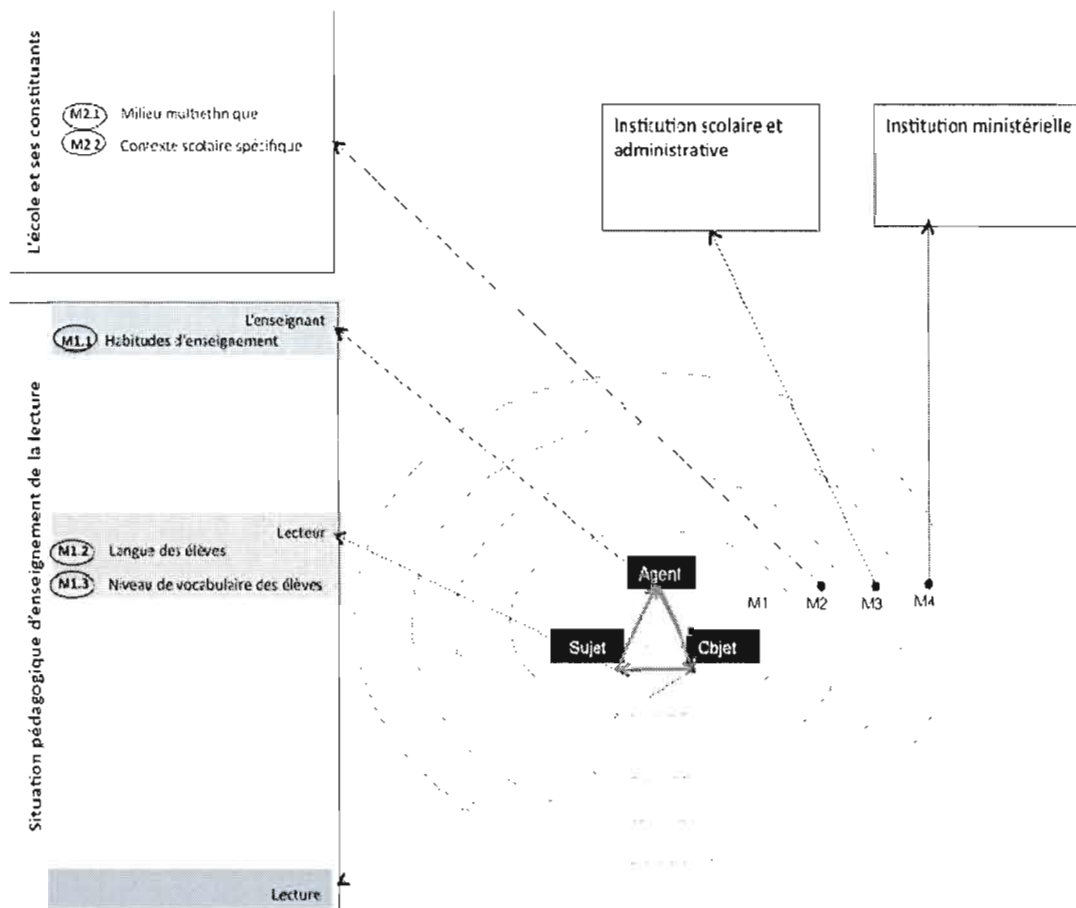 L'école et ses constituants
M2.1 Milieu multiethnique
M2.2 Contexte scolaire spécifique
Institution scolaire et
administrative
Institution ministérielle
Situation pédagogique d'enseignement de la lecture
L'enseignant
M1.1 Habitudes d'enseignement
Lecteur
M1.2 Langue des élèves
M1.3 Niveau de vocabulaire des élèves
Agent
M1 M2 M3 M4
Sujet
Objet
Lecture